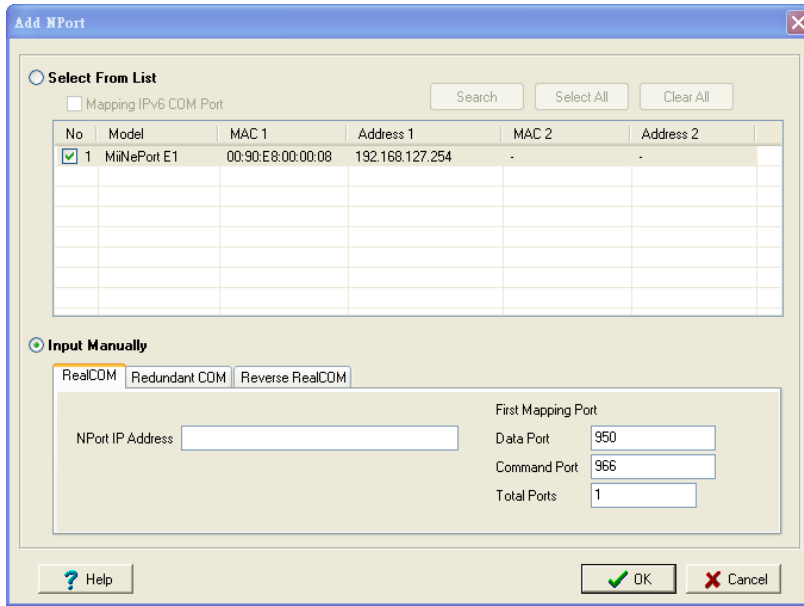 Add NPort
Select From List
Mapping IPv6 COM Port
Search Select All Clear All
No Model MAC 1 Address 1 MAC 2 Address 2
1 MiiNePort E1 00:90:E8:00:00:08 192.168.127.254 - -
Input Manually
RealCOM Redundant COM Reverse RealCOM
First Mapping Port
NPort IP Address Data Port 950
Command Port 966
Total Ports 1
? Help OK Cancel